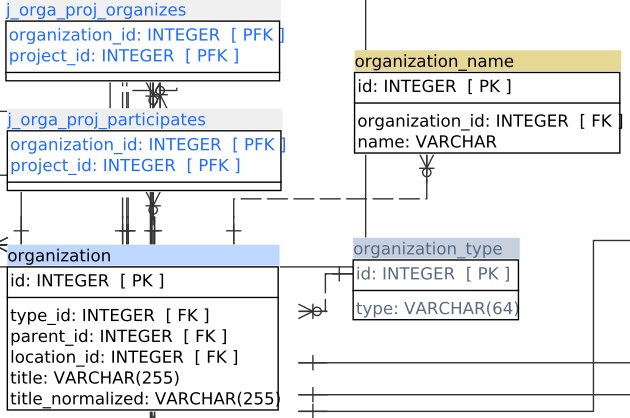 j_orga_proj_organizes
organization_id: INTEGER [ PFK ]
project_id: INTEGER [ PFK ]
organization_name
id: INTEGER [ PK ]
organization_id: INTEGER [ FK ]
name: VARCHAR
j_orga_proj_participates
organization_id: INTEGER [ PFK ]
project_id: INTEGER [ PFK ]
organization
id: INTEGER [ PK ]
type_id: INTEGER [ FK ]
parent_id: INTEGER [ FK ]
location_id: INTEGER [ FK ]
title: VARCHAR(255)
title_normalized: VARCHAR(255)
organization_type
id: INTEGER [ PK ]
type: VARCHAR(64)